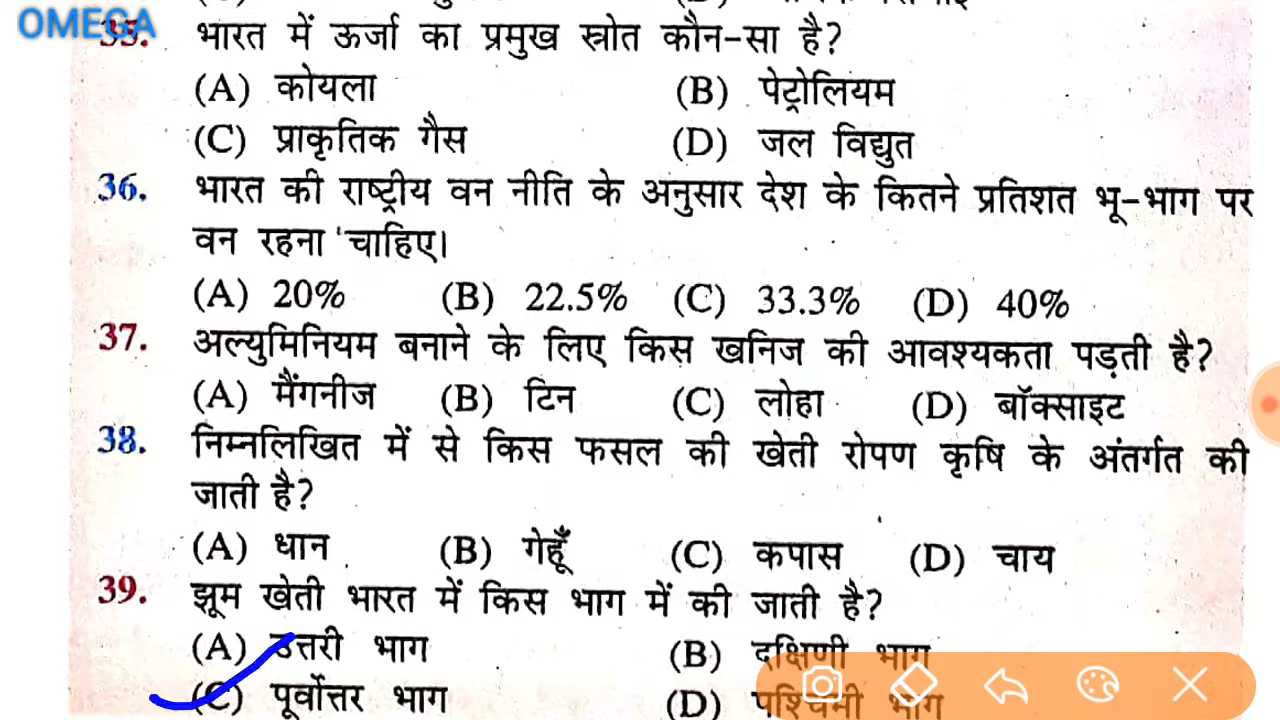 OMEGA
35. भारत में ऊर्जा का प्रमुख स्रोत कौन-सा है?
(A) कोयला (B) पेट्रोलियम
(C) प्राकृतिक गैस (D) जल विद्युत
36. भारत की राष्ट्रीय वन नीति के अनुसार देश के कितने प्रतिशत भू-भाग पर
वन रहना चाहिए।
(A) 20% (B) 22.5% (C) 33.3% (D) 40%
37. अल्युमिनियम बनाने के लिए किस खनिज की आवश्यकता पड़ती है?
(A) मैंगनीज (B) टिन (C) लोहा (D) बॉक्साइट
38. निम्नलिखित में से किस फसल की खेती रोपण कृषि के अंतर्गत की
जाती है?
(A) धान (B) गेहूँ (C) कपास (D) चाय
39. झूम खेती भारत में किस भाग में की जाती है?
(A) उत्तरी भाग (B) दक्षिणी भाग
(C) पूर्वोत्तर भाग (D) पश्चिमी भाग